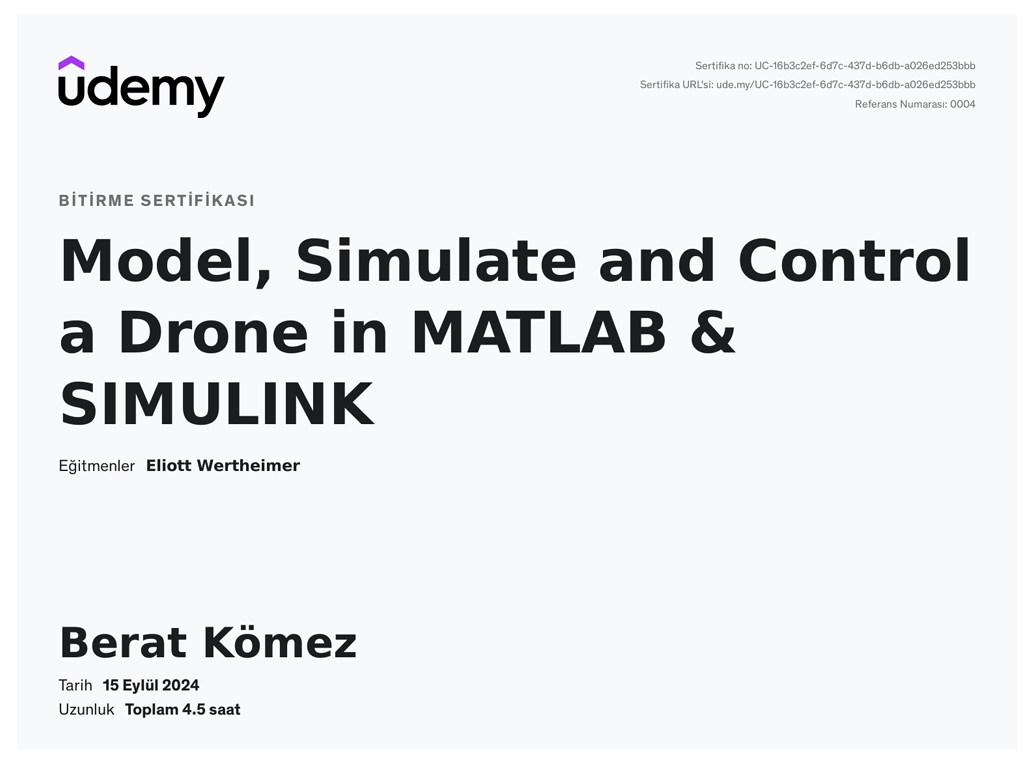 udemy
Sertifika no: UC-16b3c2ef-6d7c-437d-b6db-a026ed253bbb
Sertifika URL'si: ude.my/UC-16b3c2ef-6d7c-437d-b6db-a026ed253bbb
Referans Numarası: 0004
BİTİRME SERTİFİKASI
Model, Simulate and Control
a Drone in MATLAB &
SIMULINK
Eğitmenler Eliott Wertheimer
Berat Kömez
Tarih 15 Eylül 2024
Uzunluk Toplam 4.5 saat